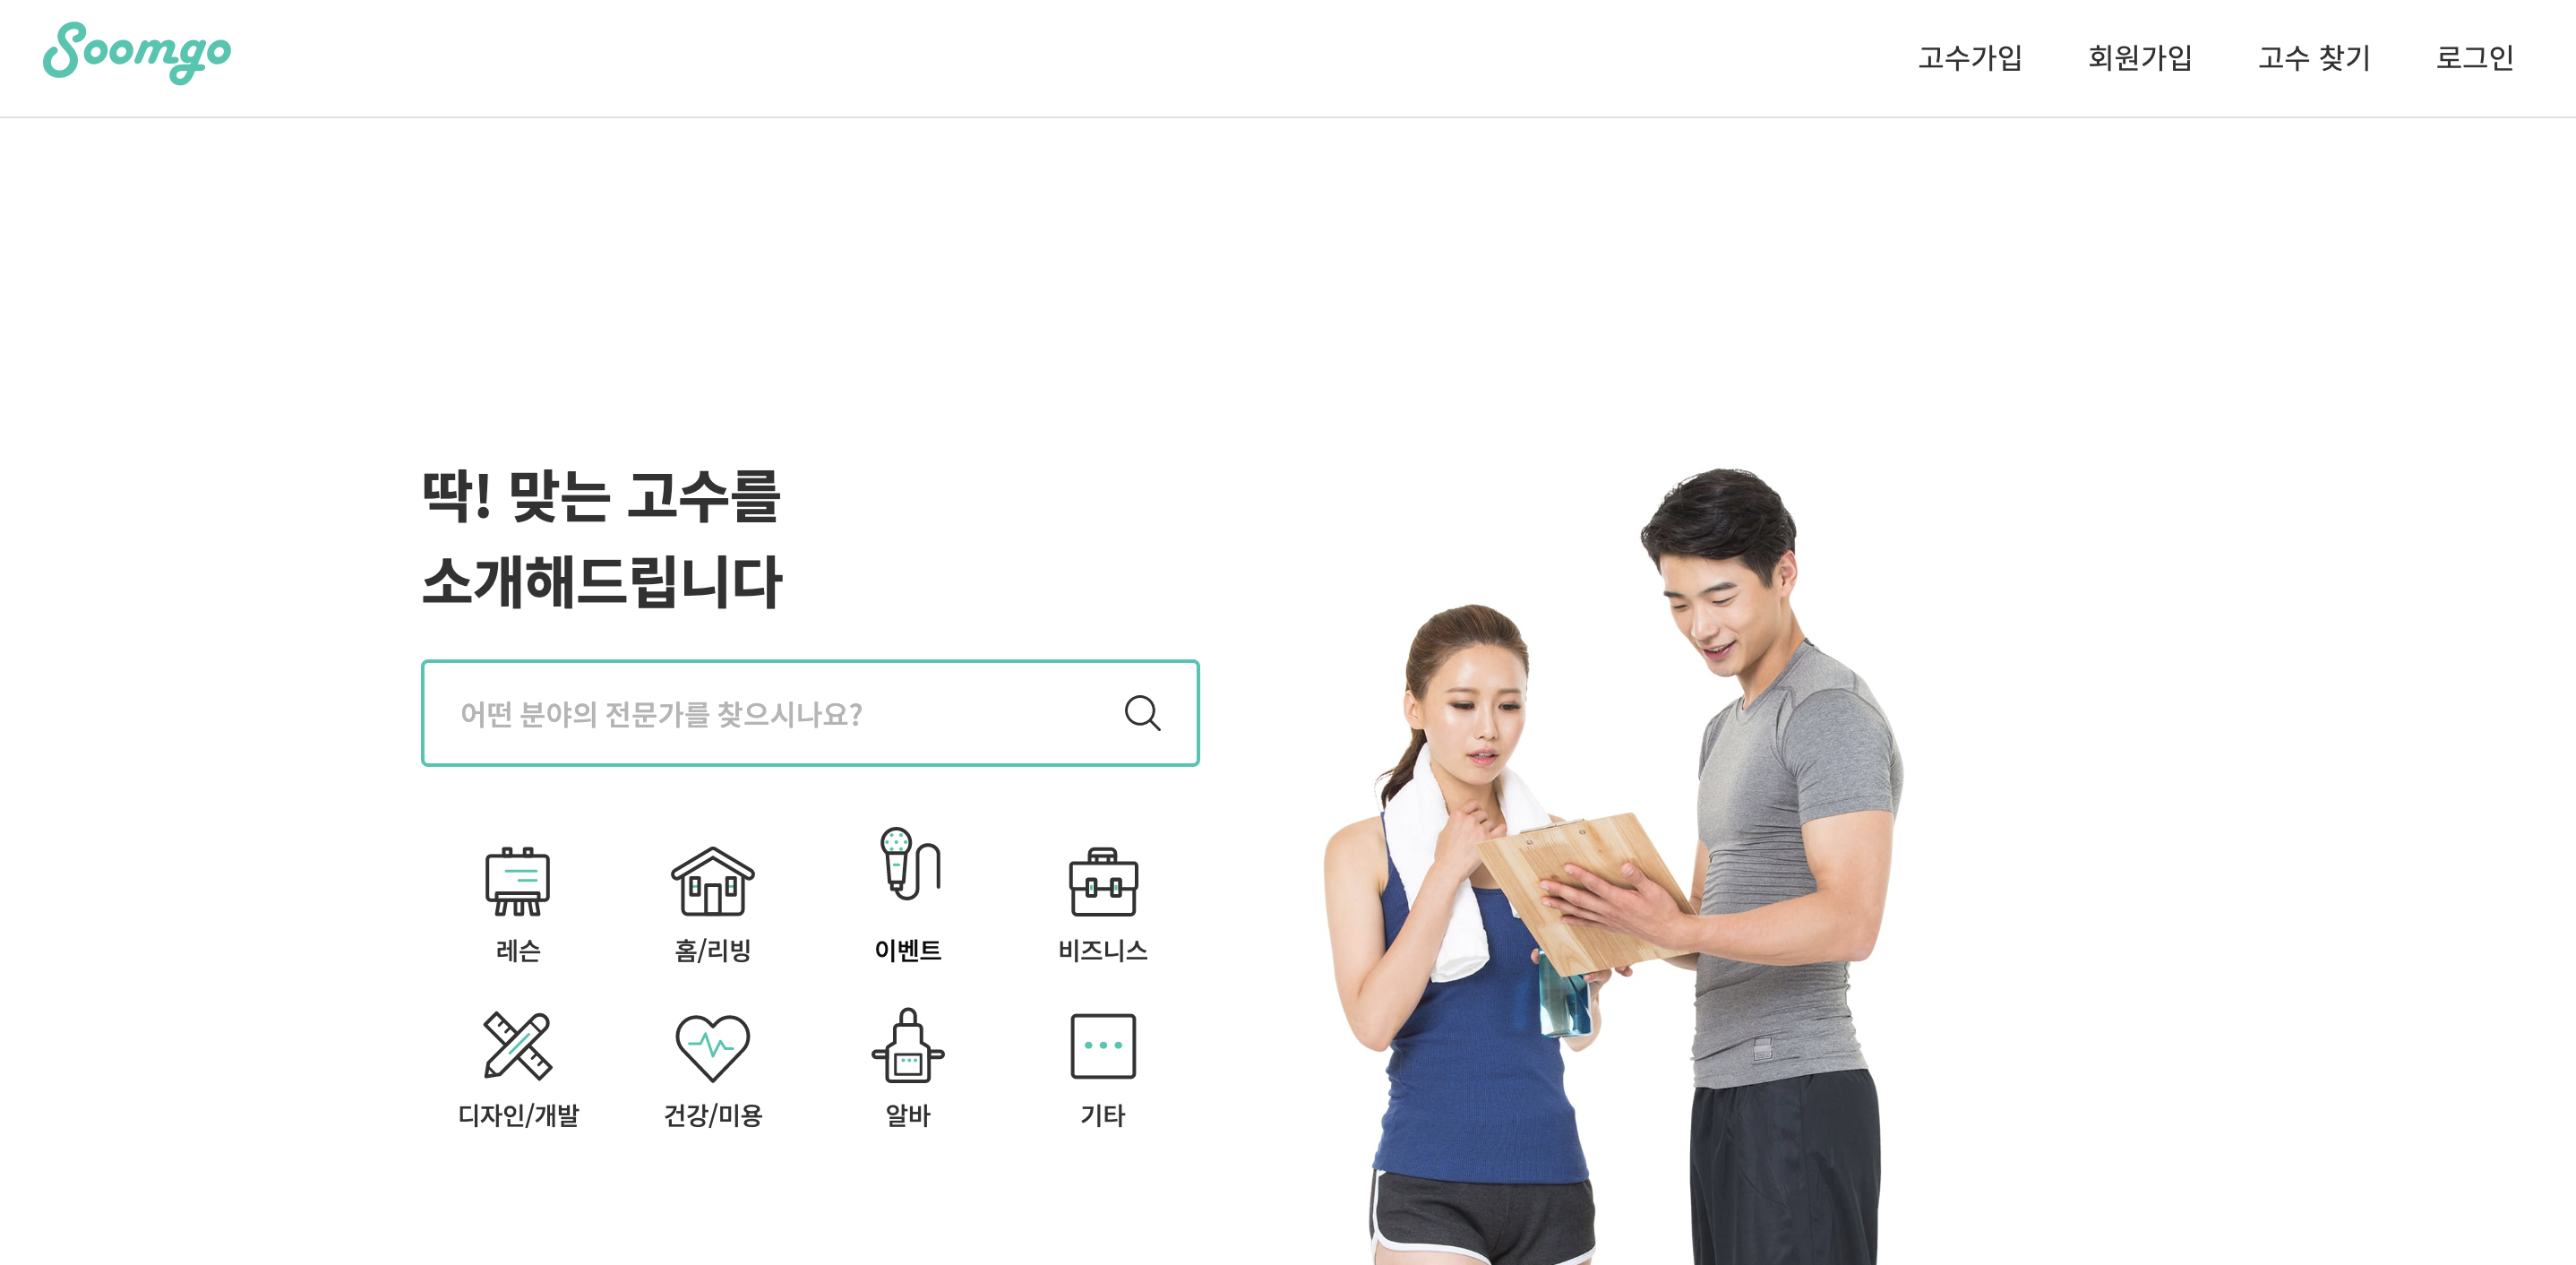 Soomgo
고수가입 회원가입 고수 찾기 로그인
딱! 맞는 고수를
소개해드립니다
어떤 분야의 전문가를 찾으시나요?
레슨 홈/리빙 이벤트 비즈니스
디자인/개발 건강/미용 알바 기타